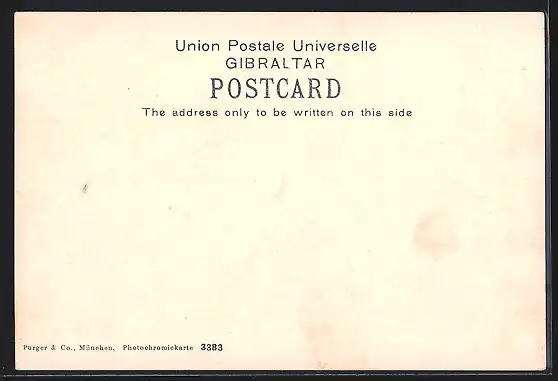 Union Postale Universelle
GIBRALTAR
POSTCARD
The address only to be written on this side
Purger & Co., München, Photochromiekarte 3383